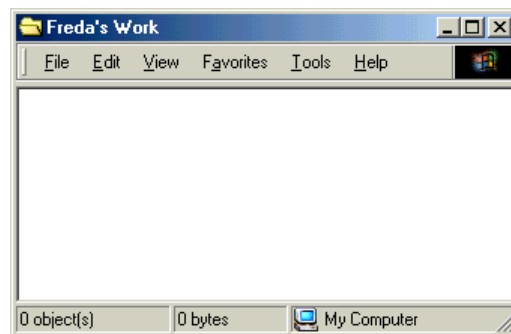 Freda's Work
File Edit View Favorites Tools Help
0 object(s) 0 bytes My Computer